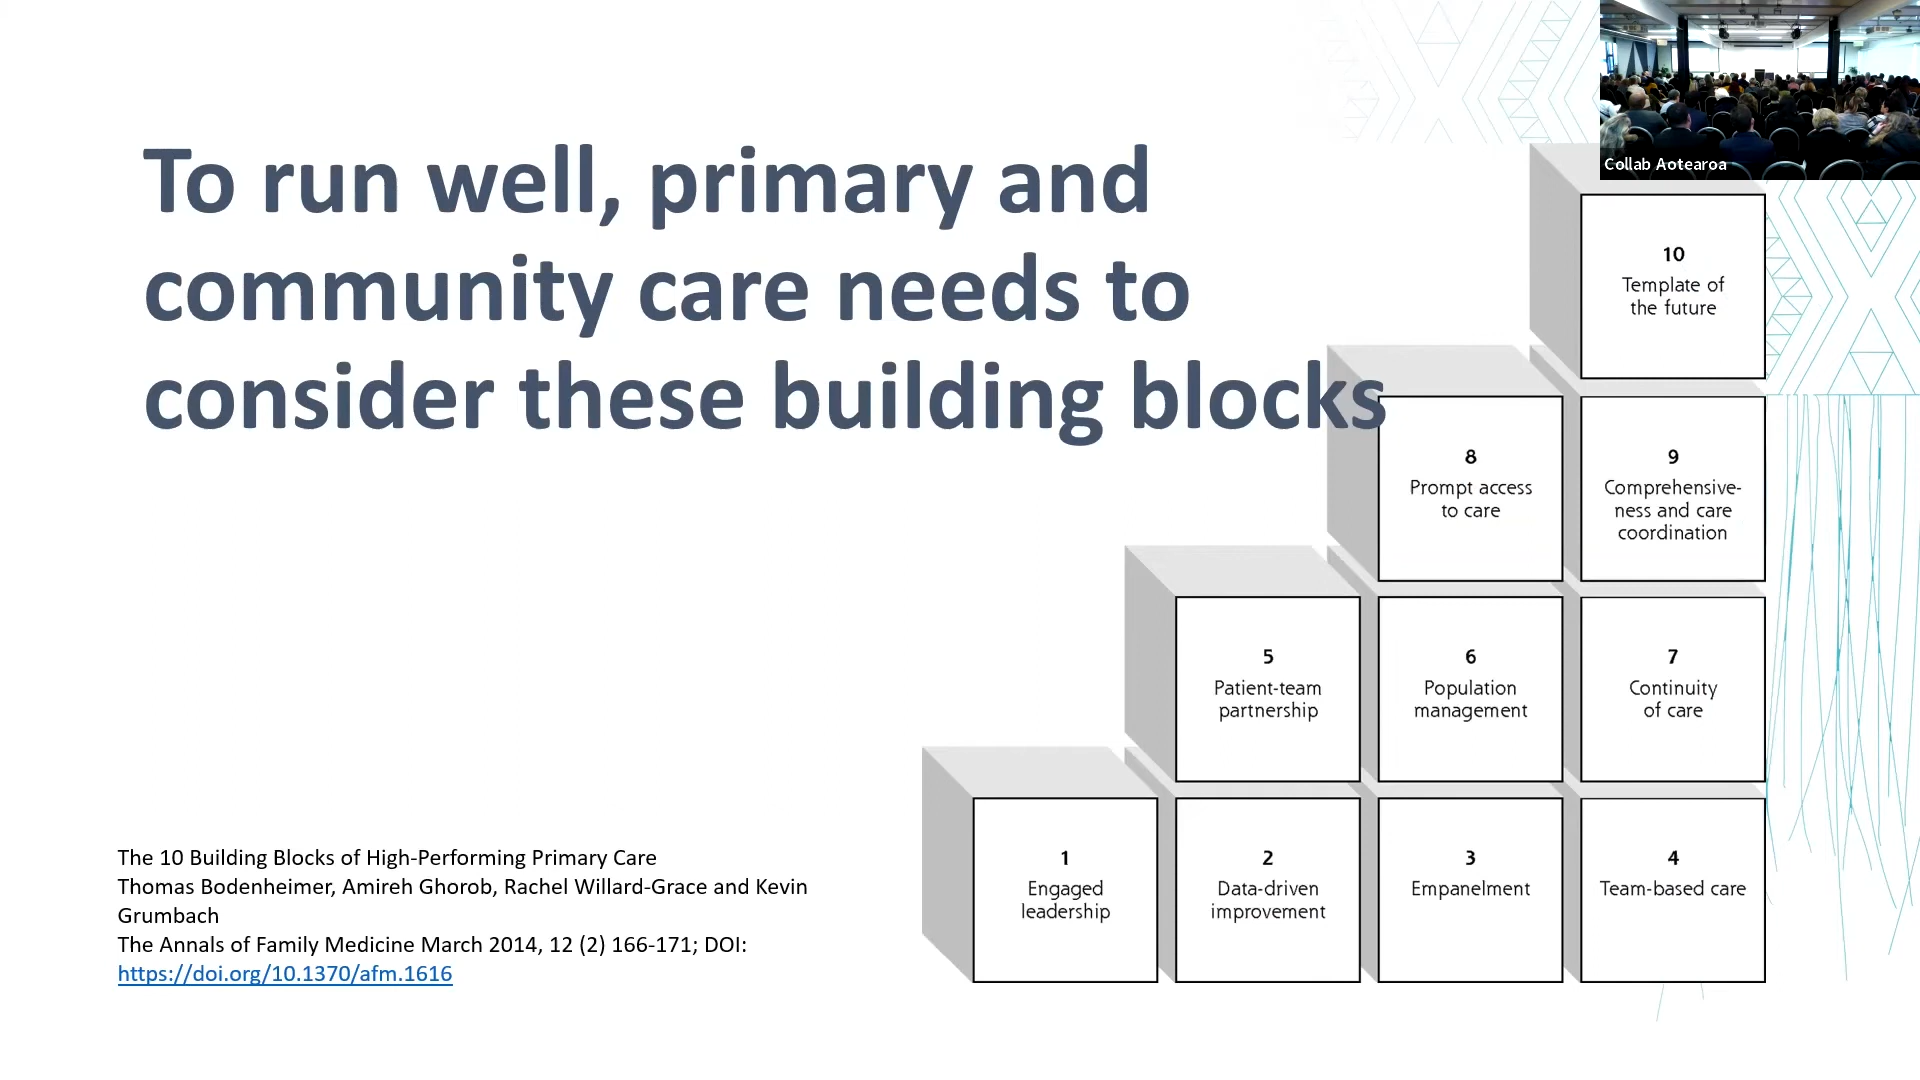 To run well, primary and
community care needs to
consider these building blocks
Collab Aotearoa
10
Template of
the future
8
Prompt access
to care
9
Comprehensive-
ness and care
coordination
5
Patient-team
partnership
6
Population
management
7
Continuity
of care
1
Engaged
leadership
2
Data-driven
improvement
3
Empanelment
4
Team-based care
The 10 Building Blocks of High-Performing Primary Care
Thomas Bodenheimer, Amireh Ghorob, Rachel Willard-Grace and Kevin
Grumbach
The Annals of Family Medicine March 2014, 12 (2) 166-171; DOI:
https://doi.org/10.1370/afm.1616